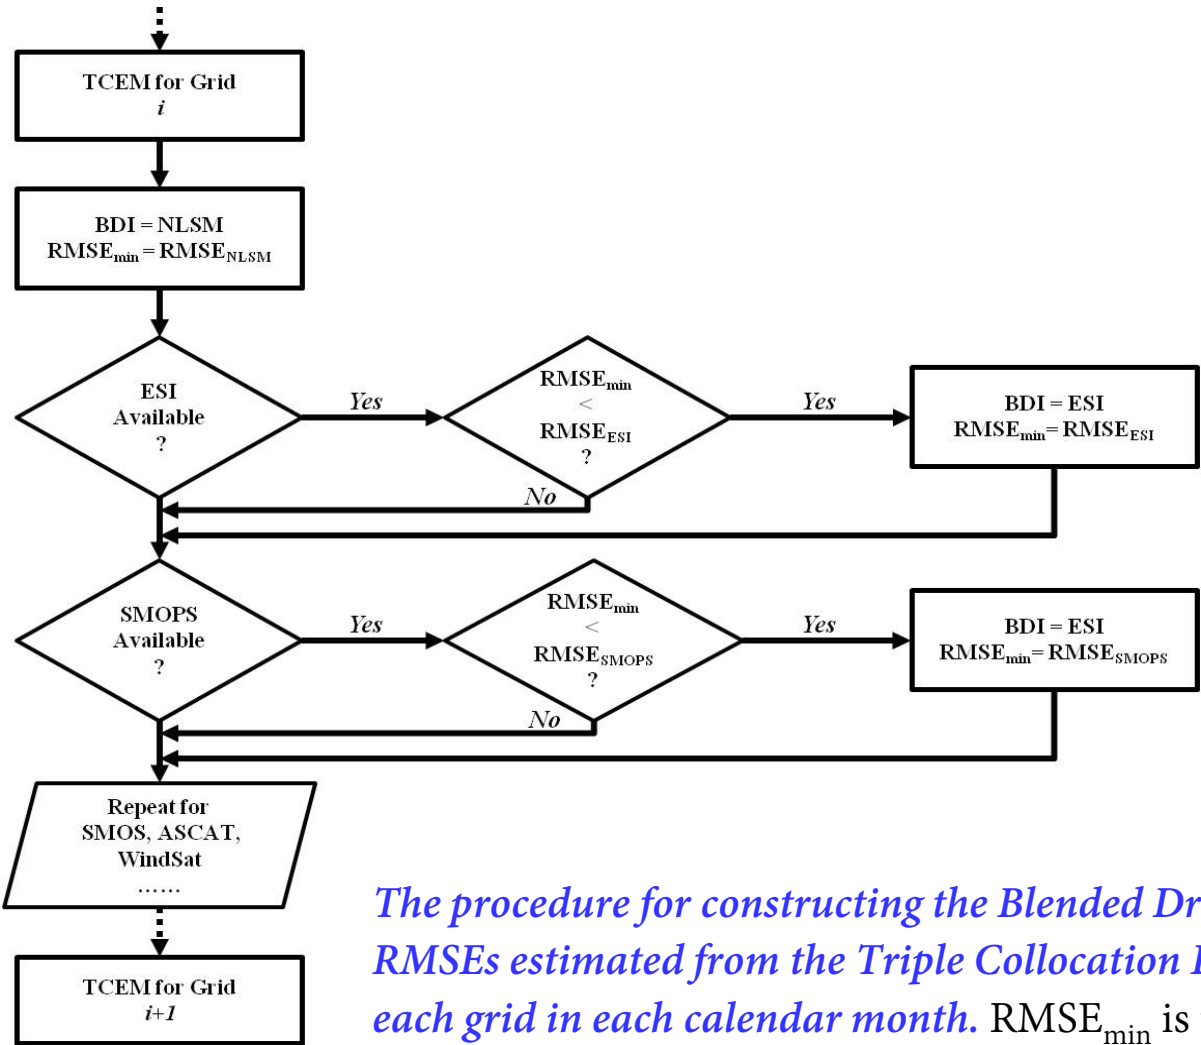 TCEM for Grid
i
BDI = NLSM
RMSEmin = RMSENLSM
ESI
Available
?
Yes
RMSEmin
<
RMSEESI
?
Yes
BDI = ESI
RMSEmin= RMSEESI
No
SMOPS
Available
?
Yes
RMSEmin
<
RMSESMOPS
?
Yes
BDI = ESI
RMSEmin= RMSESMOPS
No
Repeat for
SMOS, ASCAT,
WindSat
......
TCEM for Grid
i+1
The procedure for constructing the Blended Dr
RMSEs estimated from the Triple Collocation
each grid in each calendar month. RMSEmin is